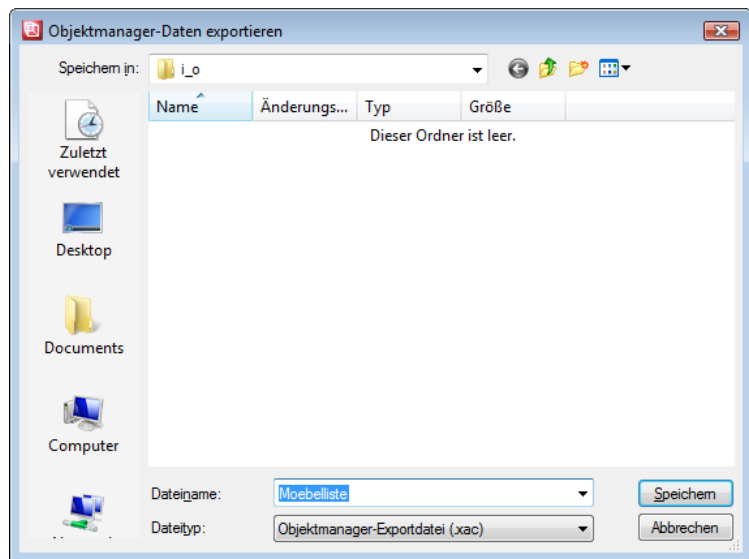 Objektmanager-Daten exportieren
Speichern in: i_o
Name Änderungs... Typ Größe
Dieser Ordner ist leer.
Zuletzt
verwendet
Desktop
Documents
Computer
Dateiname: Moebelliste Speichern
Dateityp: Objektmanager-Exportdatei (.xac) Abbrechen